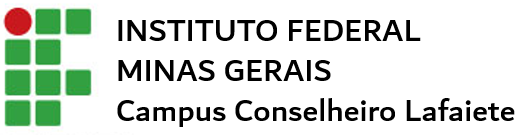 INSTITUTO FEDERAL
MINAS GERAIS
Campus Conselheiro Lafaiete